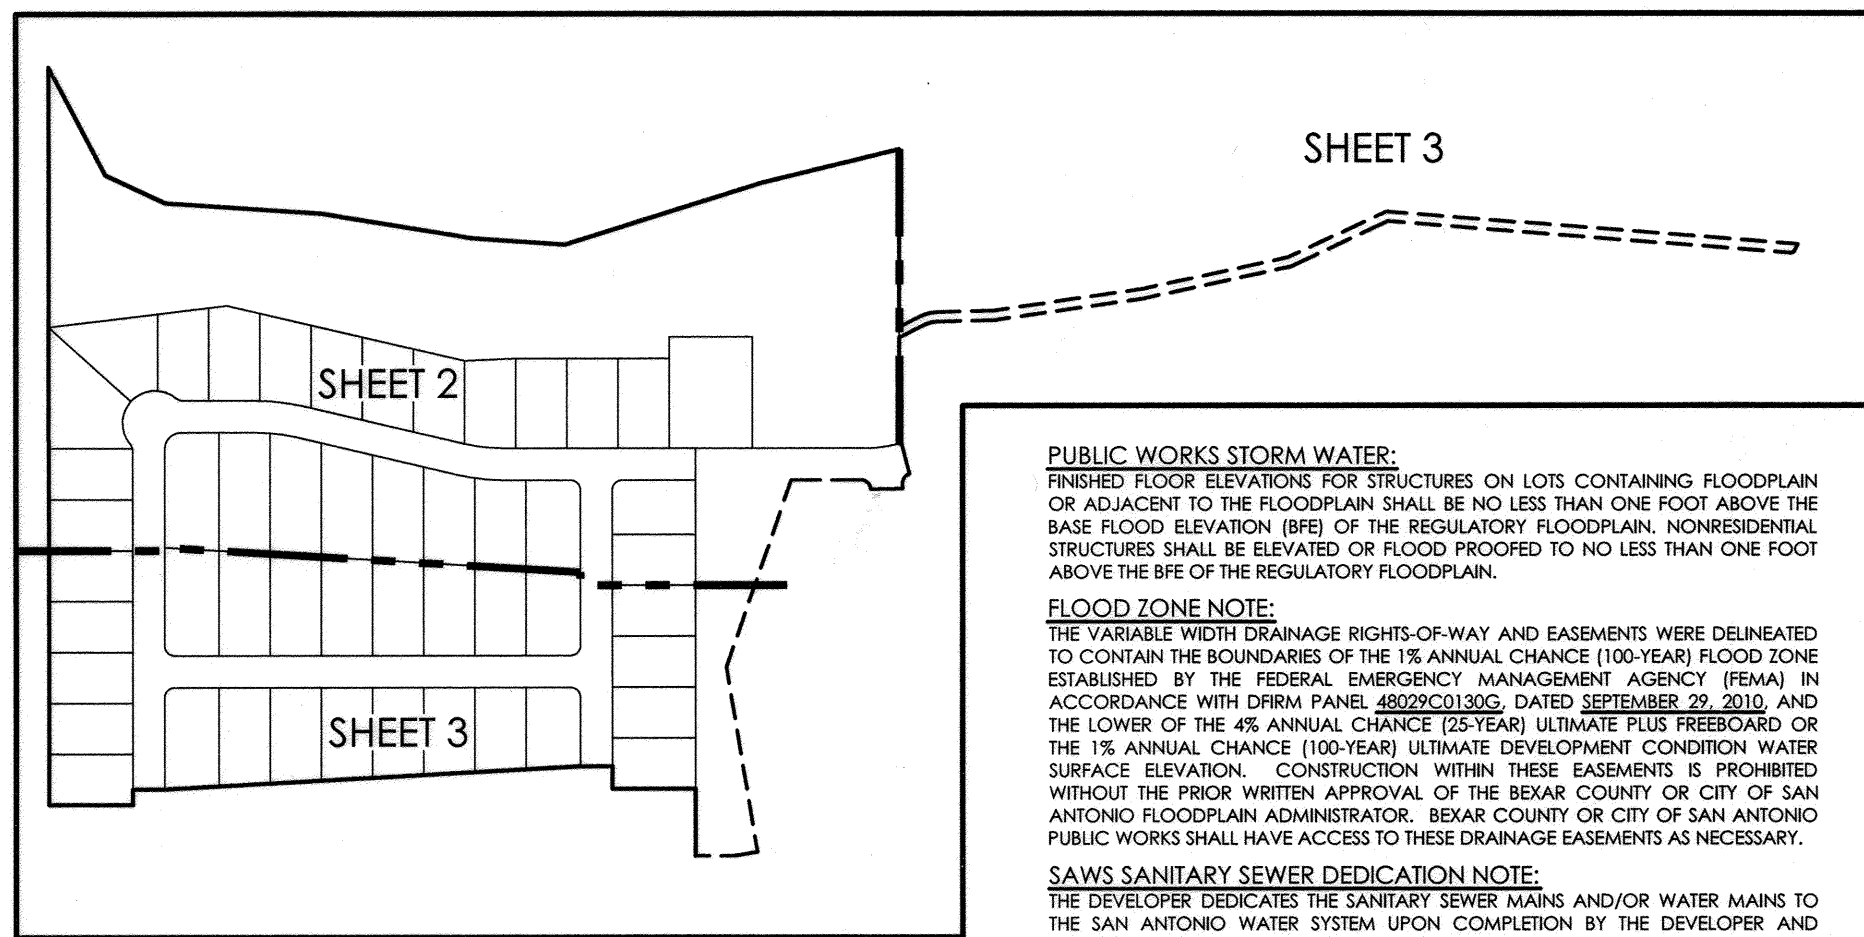 SHEET 3
SHEET 2
SHEET 3
PUBLIC WORKS STORM WATER:
FINISHED FLOOR ELEVATIONS FOR STRUCTURES ON LOTS CONTAINING FLOODPLAIN
OR ADJACENT TO THE FLOODPLAIN SHALL BE NO LESS THAN ONE FOOT ABOVE THE
BASE FLOOD ELEVATION (BFE) OF THE REGULATORY FLOODPLAIN. NONRESIDENTIAL
STRUCTURES SHALL BE ELEVATED OR FLOOD PROOFED TO NO LESS THAN ONE FOOT
ABOVE THE BFE OF THE REGULATORY FLOODPLAIN.
FLOOD ZONE NOTE:
THE VARIABLE WIDTH DRAINAGE RIGHTS-OF-WAY AND EASEMENTS WERE DELINEATED
TO CONTAIN THE BOUNDARIES OF THE 1% ANNUAL CHANCE (100-YEAR) FLOOD ZONE
ESTABLISHED BY THE FEDERAL EMERGENCY MANAGEMENT AGENCY (FEMA) IN
ACCORDANCE WITH DFIRM PANEL 48029C0130G, DATED SEPTEMBER 29, 2010, AND
THE LOWER OF THE 4% ANNUAL CHANCE (25-YEAR) ULTIMATE PLUS FREEBOARD OR
THE 1% ANNUAL CHANCE (100-YEAR) ULTIMATE DEVELOPMENT CONDITION WATER
SURFACE ELEVATION. CONSTRUCTION WITHIN THESE EASEMENTS IS PROHIBITED
WITHOUT THE PRIOR WRITTEN APPROVAL OF THE BEXAR COUNTY OR CITY OF SAN
ANTONIO FLOODPLAIN ADMINISTRATOR. BEXAR COUNTY OR CITY OF SAN ANTONIO
PUBLIC WORKS SHALL HAVE ACCESS TO THESE DRAINAGE EASEMENTS AS NECESSARY.
SAWS SANITARY SEWER DEDICATION NOTE:
THE DEVELOPER DEDICATES THE SANITARY SEWER MAINS AND/OR WATER MAINS TO
THE SAN ANTONIO WATER SYSTEM UPON COMPLETION BY THE DEVELOPER AND